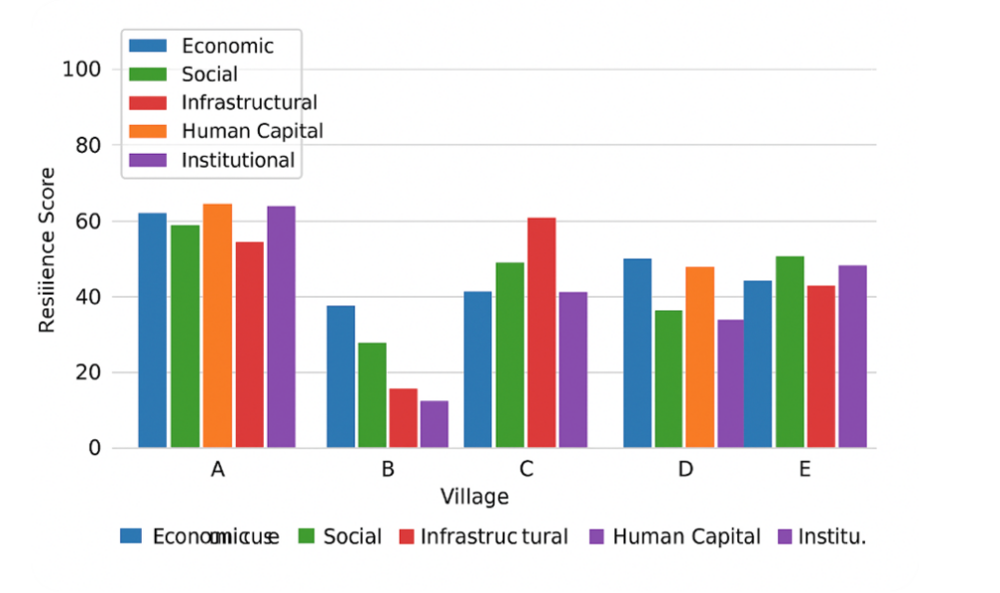 Economic
Social
Infrastructural
Human Capital
Institutional
100
80
60
40
20
0
Resiiience Score
A B C D E
Village
Social Infrastruc tural Human Capital Institu.